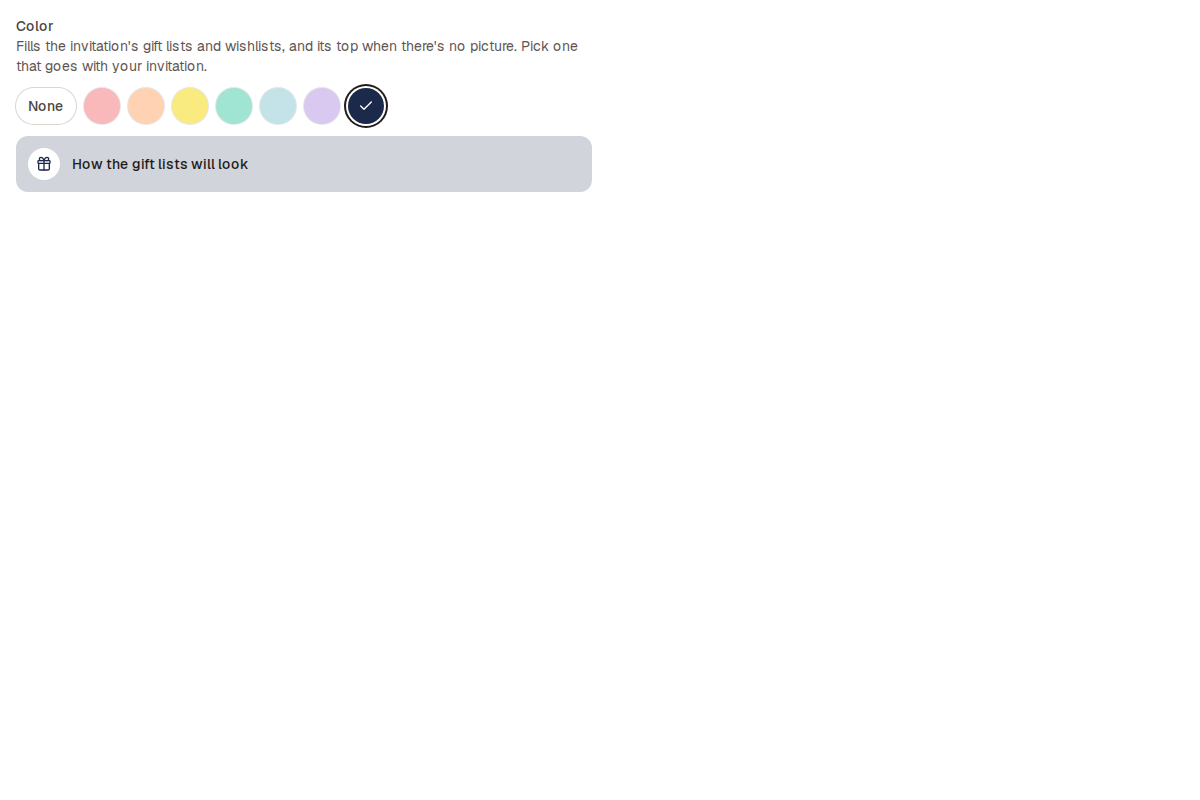 Color
Fills the invitation's gift lists and wishlists, and its top when there's no picture. Pick one
that goes with your invitation.
None
How the gift lists will look